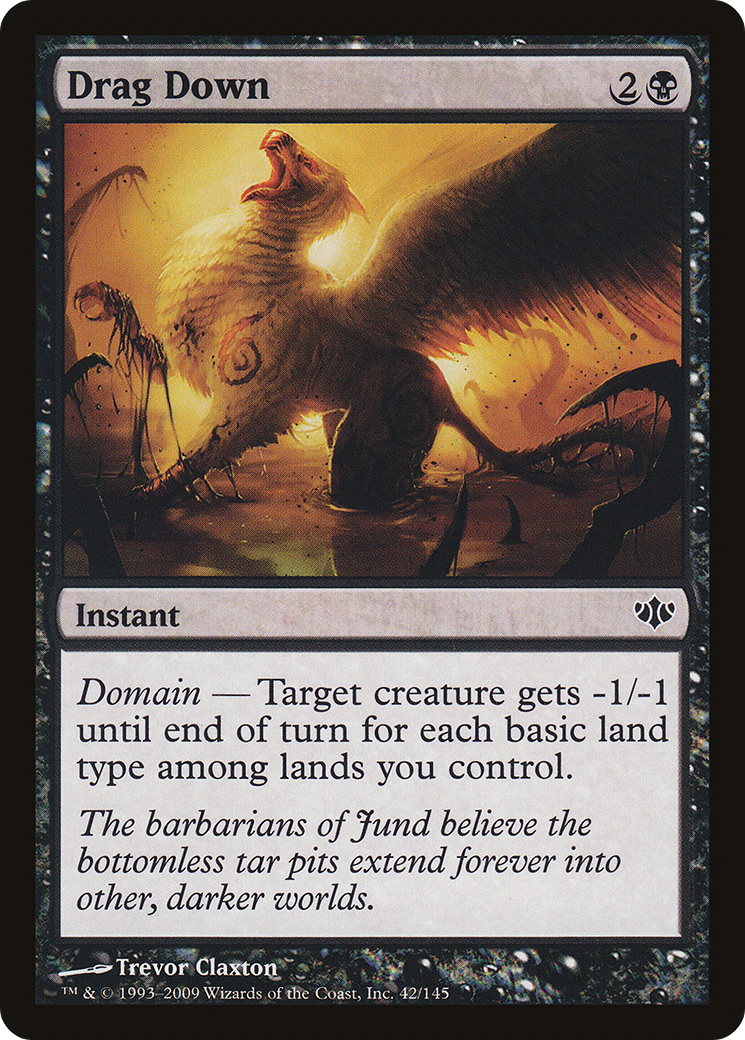 Drag Down
2
Instant
Domain — Target creature gets -1/-1
until end of turn for each basic land
type among lands you control.
The barbarians of Jund believe the
bottomless tar pits extend forever into
other, darker worlds.
Trevor Claxton
™ & © 1993–2009 Wizards of the Coast, Inc. 42/145